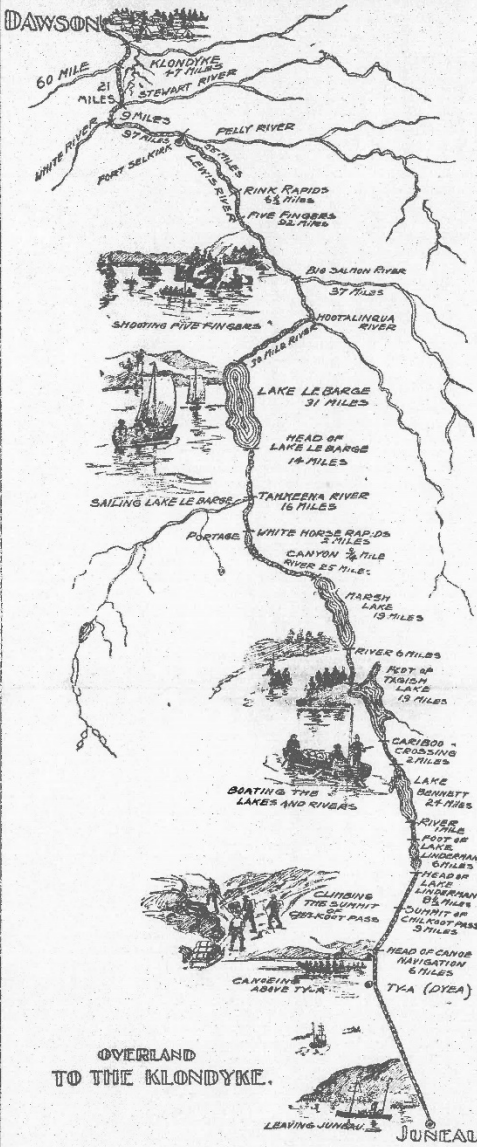 DAWSON
60 MILE
KLONDYKE
47 MILES
21
MILES
STEWART RIVER
9 MILES
WHITE RIVER
97 MILES
PELLY RIVER
FORT SELKIRK
55 MILES
LEWIS RIVER
RINK RAPIDS
6½ MILES
FIVE FINGERS
92 MILES
BIG SALMON RIVER
37 MILES
SHOOTING FIVE FINGERS
HOOTALINQUA
RIVER
30 MILE RIVER
LAKE LE BARGE
31 MILES
HEAD OF
LAKE LE BARGE
14 MILES
SAILING LAKE LE BARGE
TAHKEENA RIVER
16 MILES
PORTAGE
WHITE HORSE RAPIDS
2 MILES
CANYON ¾ MILE
RIVER 25 MILES
MARSH
LAKE
19 MILES
RIVER 6 MILES
FOOT OF
TAGISH
LAKE
19 MILES
CARIBOO
CROSSING
2 MILES
BOATING THE
LAKES AND RIVERS
LAKE
BENNETT
24 MILES
RIVER
1 MILE
FOOT OF
LAKE
LINDERMAN
6 MILES
HEAD OF
LAKE
LINDERMAN
8½ MILES
CLIMBING
THE SUMMIT
OF
CHILKOOT PASS
SUMMIT OF
CHILKOOT PASS
9 MILES
HEAD OF CANOE
NAVIGATION
6 MILES
CANOEING
ABOVE TY-A
TY-A (DYEA)
OVERLAND
TO THE KLONDYKE.
LEAVING JUNEAU
JUNEAU